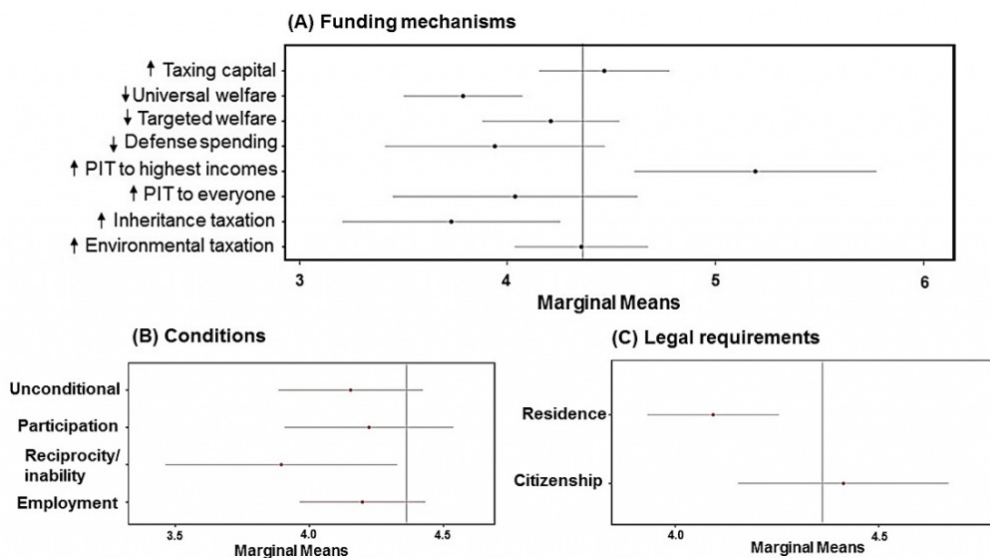 (A) Funding mechanisms
↑ Taxing capital
↓Universal welfare
↓ Targeted welfare
↓ Defense spending
↑ PIT to highest incomes
↑ PIT to everyone
↑ Inheritance taxation
↑ Environmental taxation
3 4 5 6
Marginal Means
(B) Conditions
Unconditional
Participation
Reciprocity/
inability
Employment
3.5 4.0 4.5
Marginal Means
(C) Legal requirements
Residence
Citizenship
4.0 4.5
Marginal Means